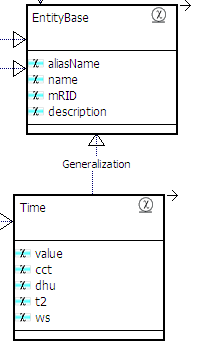 EntityBase
aliasName
name
mRID
description
Generalization
Time
value
cct
dhu
t2
ws